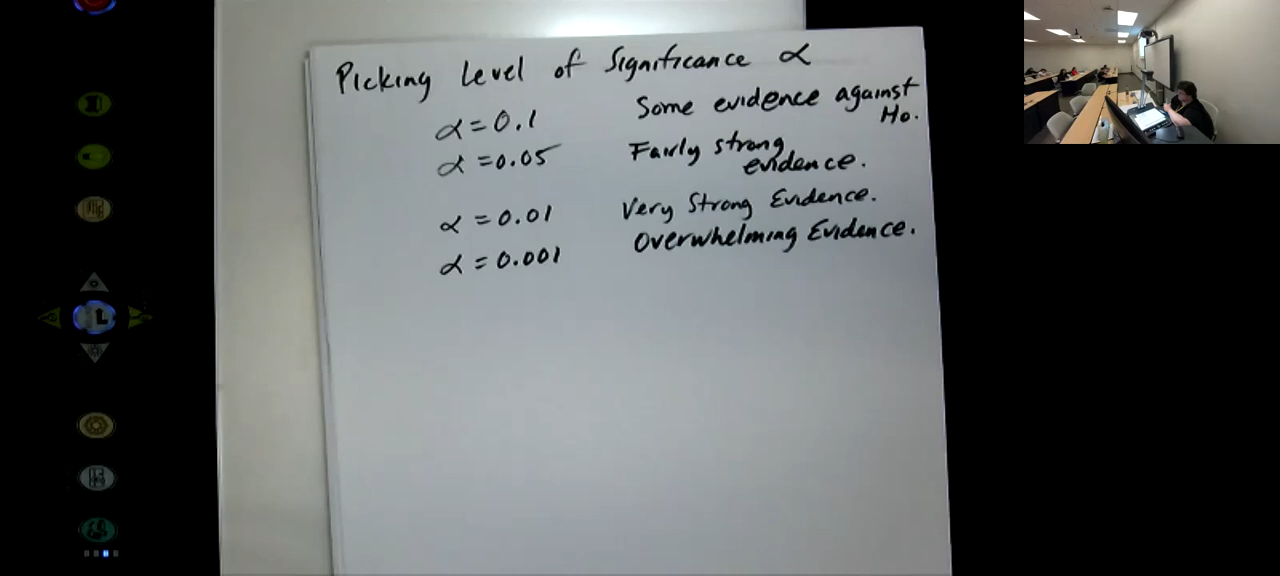 Picking Level of Significance α
α = 0.1 Some evidence against
Ho.
α = 0.05 Fairly strong
evidence.
α = 0.01 Very Strong Evidence.
α = 0.001 Overwhelming Evidence.